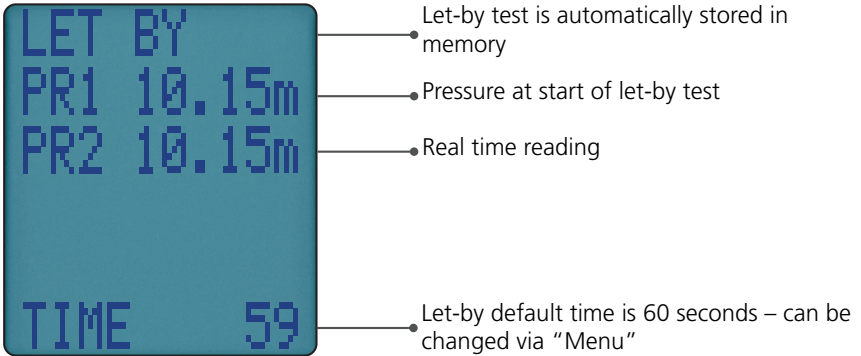 LET BY
Let-by test is automatically stored in
memory
PR1 10.15m
Pressure at start of let-by test
PR2 10.15m
Real time reading
TIME 59
Let-by default time is 60 seconds – can be
changed via “Menu”